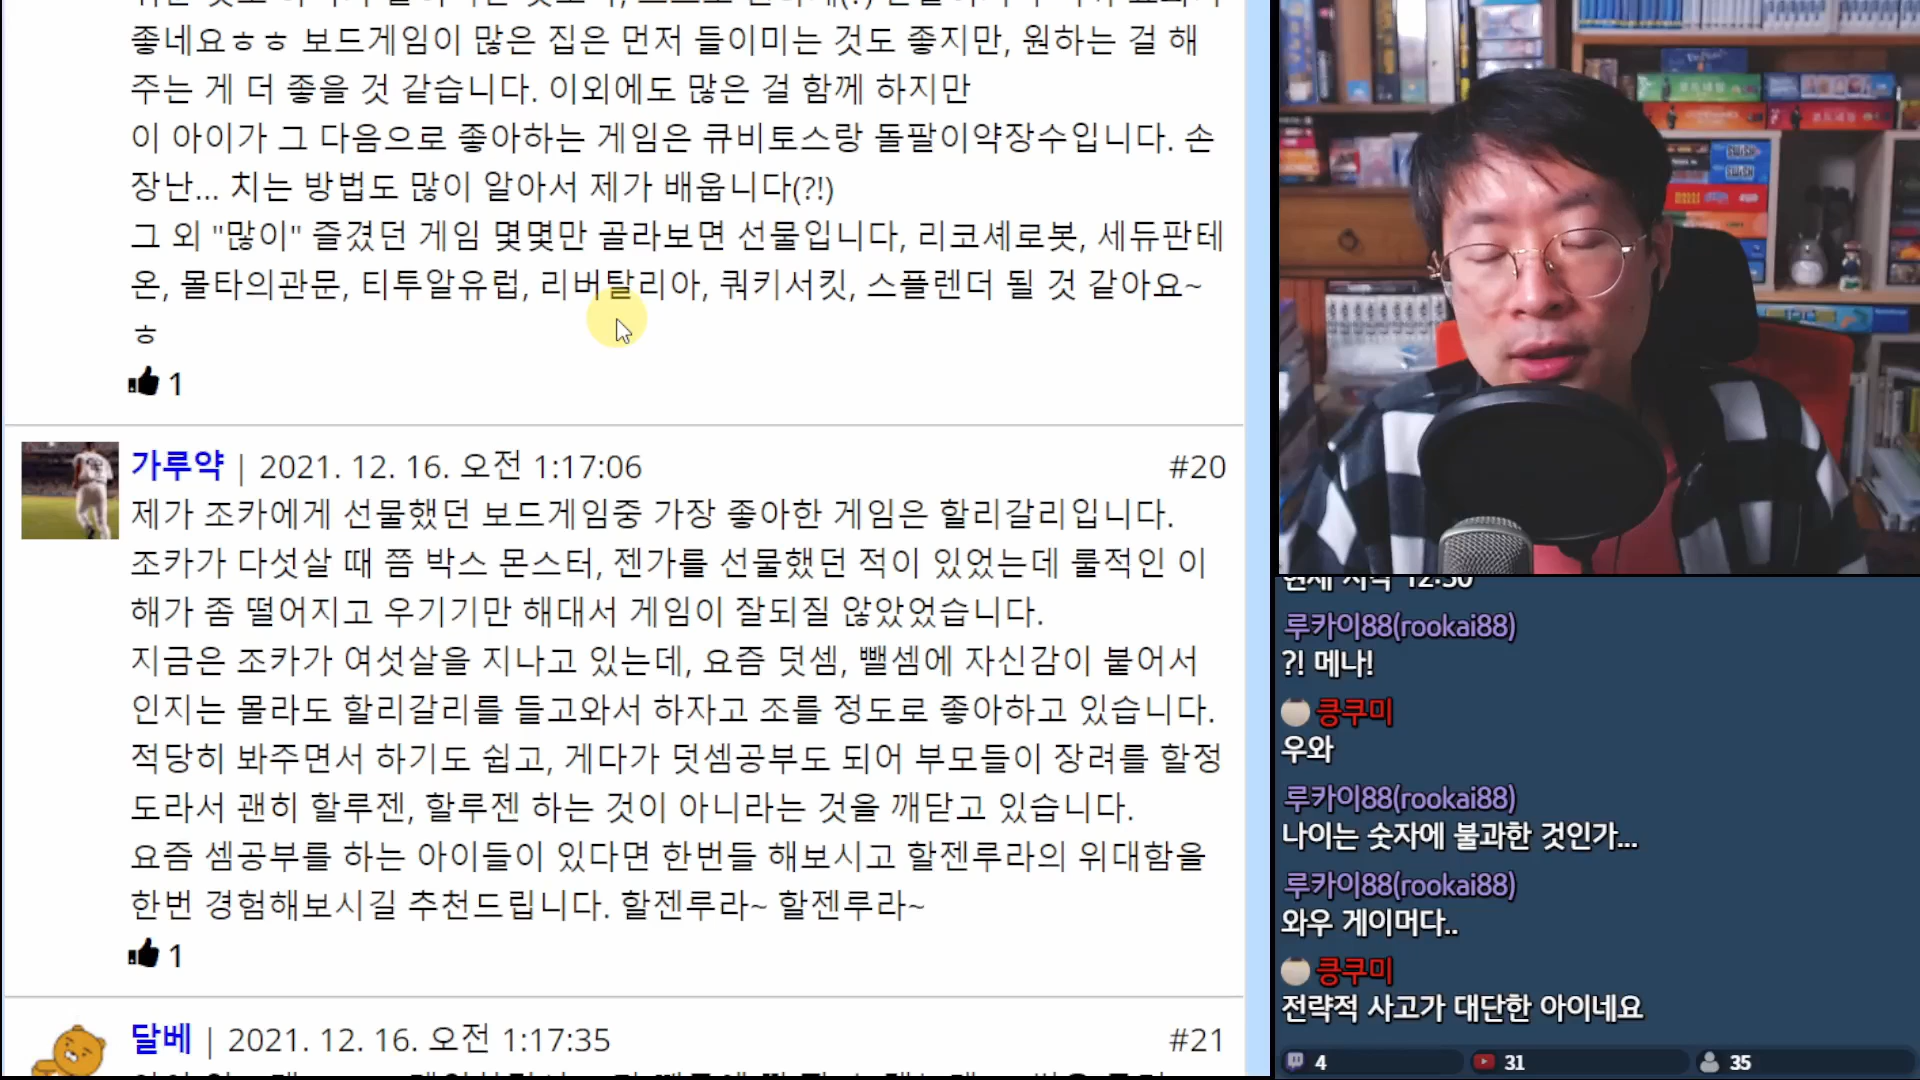 좋네요ㅎㅎ 보드게임이 많은 집은 먼저 들이미는 것도 좋지만, 원하는 걸 해
주는 게 더 좋을 것 같습니다. 이외에도 많은 걸 함께 하지만
이 아이가 그 다음으로 좋아하는 게임은 큐비토스랑 돌팔이약장수입니다. 손
장난... 치는 방법도 많이 알아서 제가 배웁니다(?!)
그 외 "많이" 즐겼던 게임 몇몇만 골라보면 선물입니다, 리코셰로봇, 세듀판테
온, 몰타의관문, 티투알유럽, 리버탈리아, 쿼키서킷, 스플렌더 될 것 같아요~
ㅎ
1
가루약 | 2021. 12. 16. 오전 1:17:06 #20
제가 조카에게 선물했던 보드게임중 가장 좋아한 게임은 할리갈리입니다.
조카가 다섯살 때 쯤 박스 몬스터, 젠가를 선물했던 적이 있었는데 룰적인 이
해가 좀 떨어지고 우기기만 해대서 게임이 잘되질 않았었습니다.
지금은 조카가 여섯살을 지나고 있는데, 요즘 덧셈, 뺄셈에 자신감이 붙어서
인지는 몰라도 할리갈리를 들고와서 하자고 조를 정도로 좋아하고 있습니다.
적당히 봐주면서 하기도 쉽고, 게다가 덧셈공부도 되어 부모들이 장려를 할정
도라서 괜히 할루젠, 할루젠 하는 것이 아니라는 것을 깨닫고 있습니다.
요즘 셈공부를 하는 아이들이 있다면 한번들 해보시고 할젠루라의 위대함을
한번 경험해보시길 추천드립니다. 할젠루라~ 할젠루라~
1
달베 | 2021. 12. 16. 오전 1:17:35 #21
현재 시각 12:50
루카이88(rookai88)
?! 메나!
킁쿠미
우와
루카이88(rookai88)
나이는 숫자에 불과한 것인가...
루카이88(rookai88)
와우 게이머다..
킁쿠미
전략적 사고가 대단한 아이네요
4 31 35